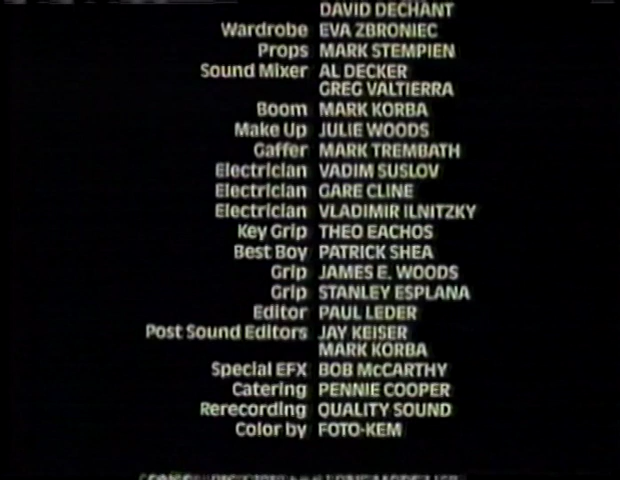 DAVID DECHANT
Wardrobe EVA ZBRONIEC
Props MARK STEMPIEN
Sound Mixer AL DECKER
GREG VALTIERRA
Boom MARK KORBA
Make Up JULIE WOODS
Gaffer MARK TREMBATH
Electrician VADIM SUSLOV
Electrician GARE CLINE
Electrician VLADIMIR ILNITZKY
Key Grip THEO EACHOS
Best Boy PATRICK SHEA
Grip JAMES E. WOODS
Grip STANLEY ESPLANA
Editor PAUL LEDER
Post Sound Editors JAY KEISER
MARK KORBA
Special EFX BOB McCARTHY
Catering PENNIE COOPER
Rerecording QUALITY SOUND
Color by FOTO-KEM